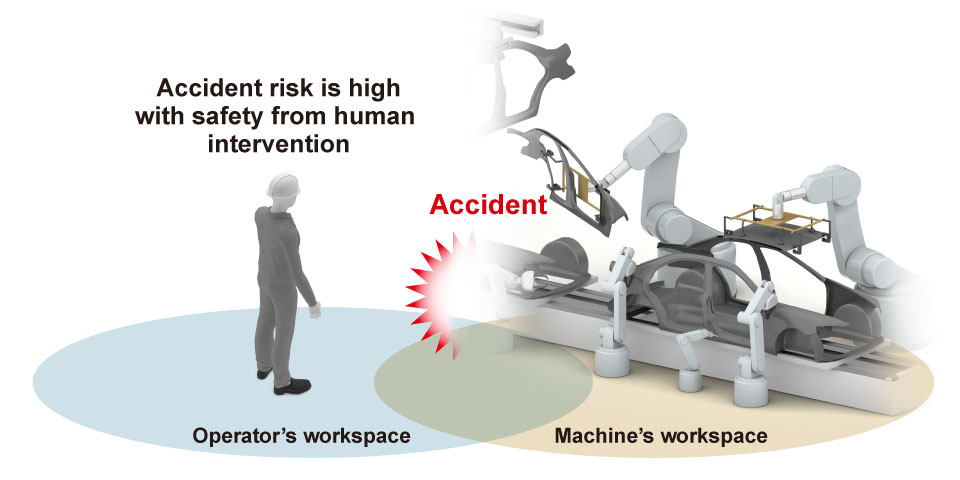 Accident risk is high
with safety from human
intervention
Accident
Operator’s workspace
Machine’s workspace